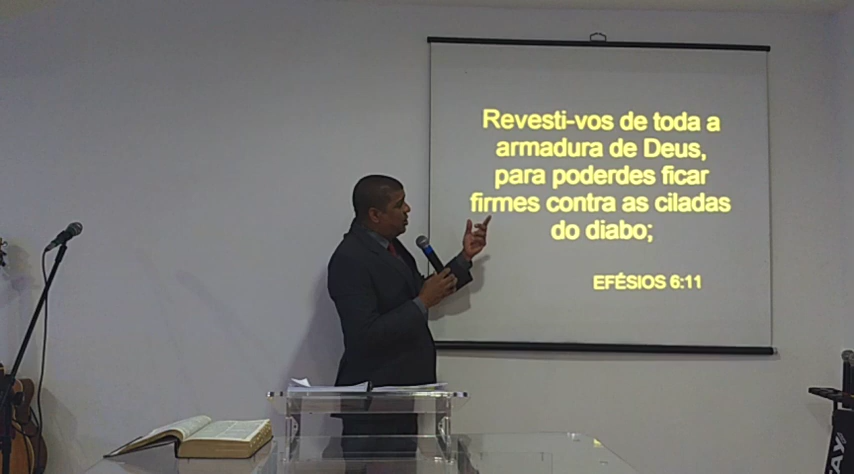 Revesti-vos de toda a
armadura de Deus,
para poderdes ficar
firmes contra as ciladas
do diabo;
EFÉSIOS 6:11